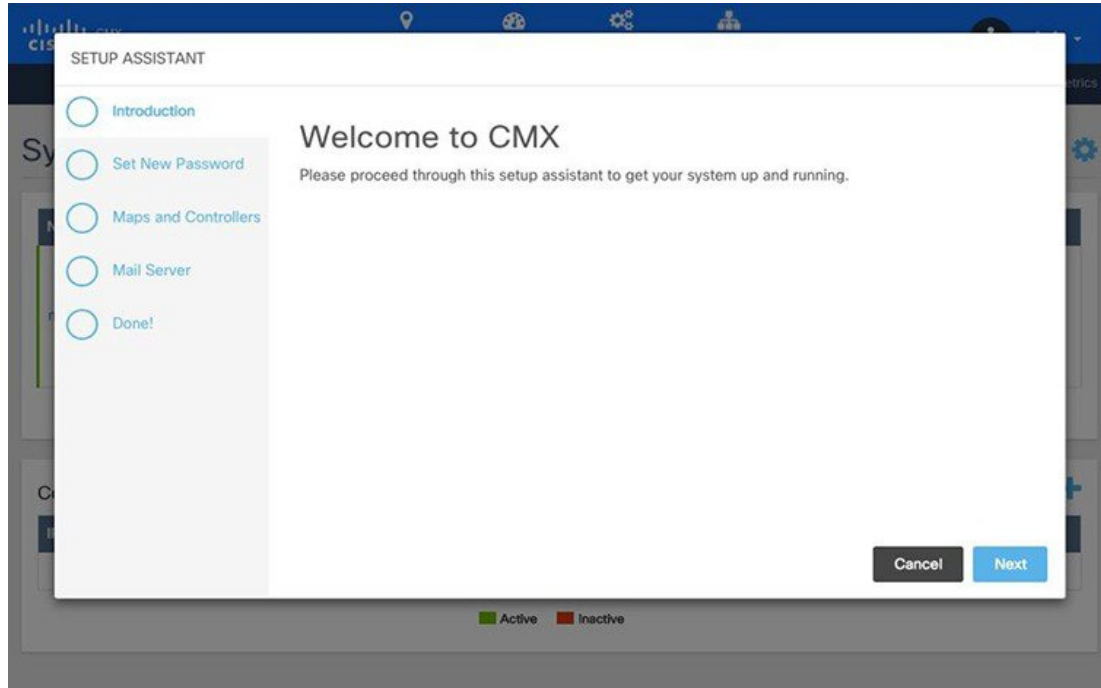 SETUP ASSISTANT
Introduction
Set New Password
Maps and Controllers
Mail Server
Done!
Welcome to CMX
Please proceed through this setup assistant to get your system up and running.
Cancel
Next
Active
Inactive